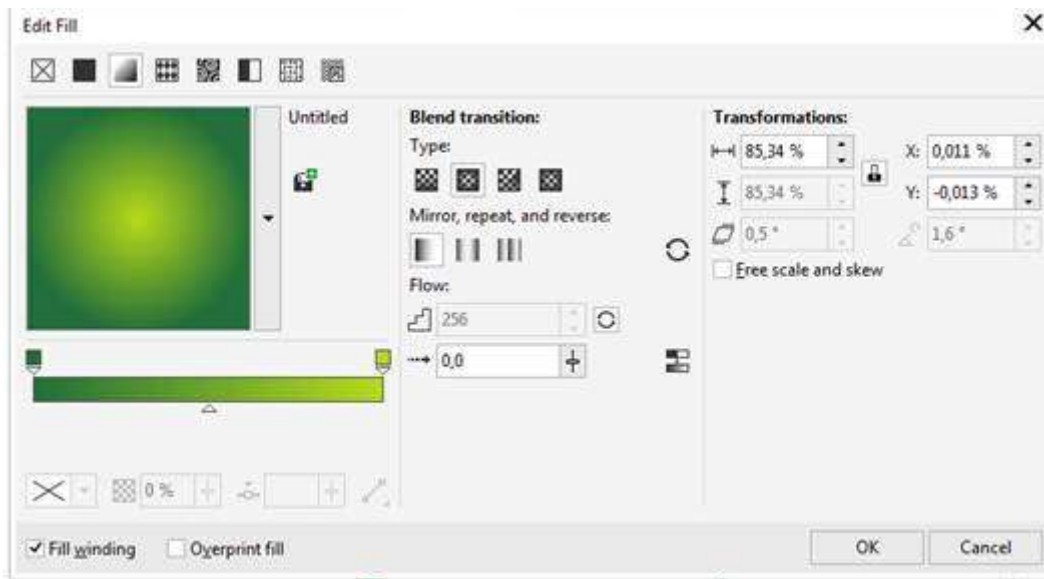 Edit Fill
Untitled
Blend transition:
Type:
Mirror, repeat, and reverse:
Flow:
256
0,0
Transformations:
85,34 %
X: 0,011 %
85,34 %
Y: -0,013 %
0,5 °
1,6 °
Free scale and skew
0 %
Fill winding
Overprint fill
OK
Cancel